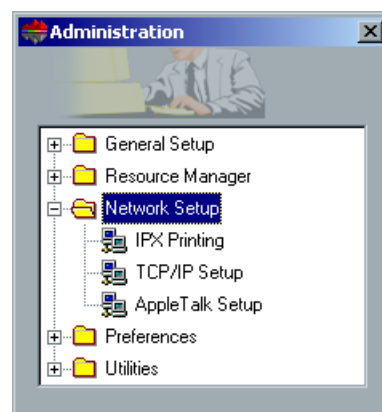 Administration
General Setup
Resource Manager
Network Setup
IPX Printing
TCP/IP Setup
AppleTalk Setup
Preferences
Utilities